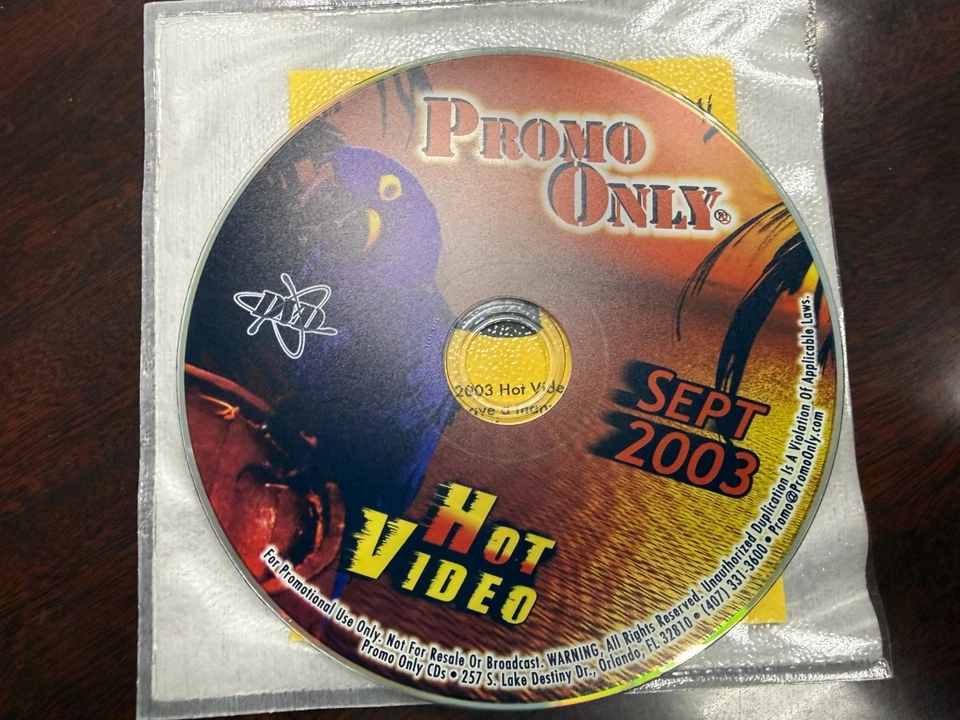 PROMO
ONLY®
SEPT
2003
HOT
VIDEO
2003 Hot Vide
ave a man
For Promotional Use Only. Not For Resale Or Broadcast. WARNING, All Rights Reserved. Unauthorized Duplication Is A Violation Of Applicable Laws.
Promo Only CDs • 257 S. Lake Destiny Dr., Orlando, FL 32810 • (407) 331-3600 • Promo@PromoOnly.com